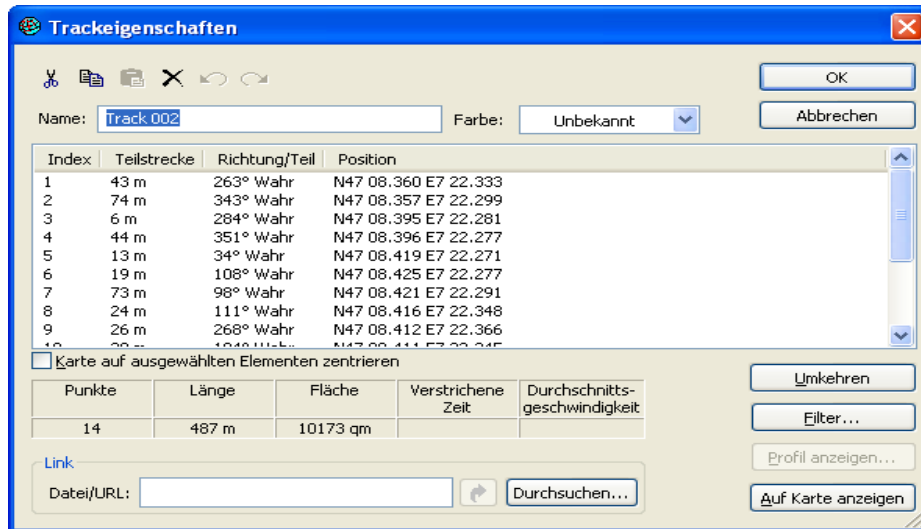 Trackeigenschaften
OK
Name: Track 002 Farbe: Unbekannt Abbrechen
Index Teilstrecke Richtung/Teil Position
1 43 m 263° Wahr N47 08.360 E7 22.333
2 74 m 343° Wahr N47 08.357 E7 22.299
3 6 m 284° Wahr N47 08.395 E7 22.281
4 44 m 351° Wahr N47 08.396 E7 22.277
5 13 m 34° Wahr N47 08.419 E7 22.271
6 19 m 108° Wahr N47 08.425 E7 22.277
7 73 m 98° Wahr N47 08.421 E7 22.291
8 24 m 111° Wahr N47 08.416 E7 22.348
9 26 m 268° Wahr N47 08.412 E7 22.366
Karte auf ausgewählten Elementen zentrieren
Punkte Länge Fläche Verstrichene Zeit Durchschnitts-geschwindigkeit
14 487 m 10173 qm
Umkehren
Filter...
Profil anzeigen...
Auf Karte anzeigen
Link
Datei/URL: Durchsuchen...